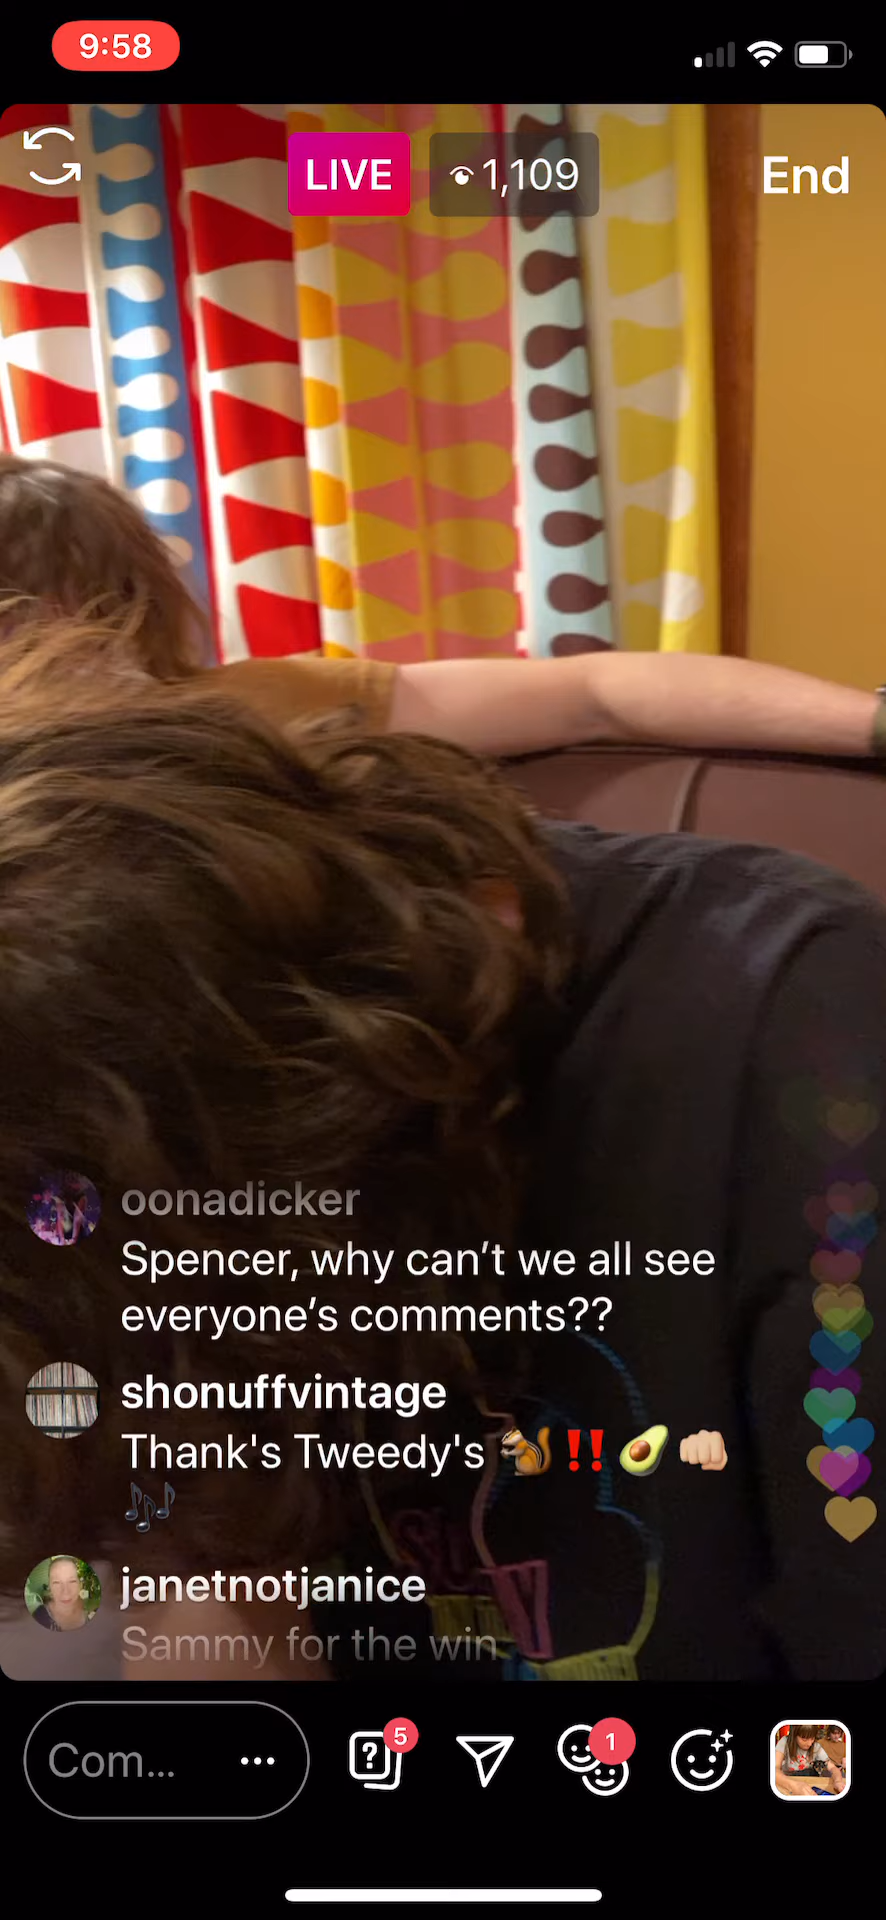 9:58
LIVE
1,109
End
oonadicker
Spencer, why can't we all see
everyone's comments??
shonuffvintage
Thank's Tweedy's 🐿️‼️🥑👊🏼
🎶
janetnotjanice
Sammy for the win
Com...
5
1